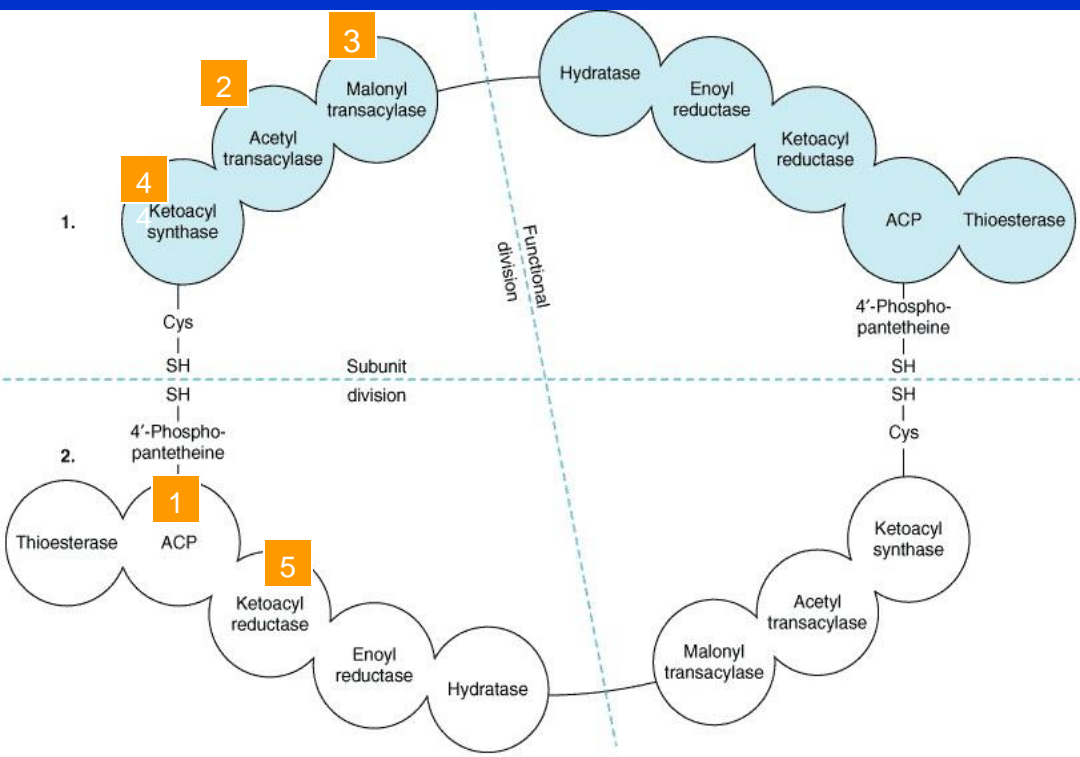 3
2
4
4
1.
Malonyl
transacylase
Acetyl
transacylase
Ketoacyl
synthase
Hydratase
Enoyl
reductase
Ketoacyl
reductase
ACP
Thioesterase
Functional
division
Cys
SH
4′-Phospho-
pantetheine
SH
Subunit
division
SH
4′-Phospho-
pantetheine
SH
Cys
2.
1
5
Thioesterase
ACP
Ketoacyl
reductase
Enoyl
reductase
Hydratase
Malonyl
transacylase
Acetyl
transacylase
Ketoacyl
synthase